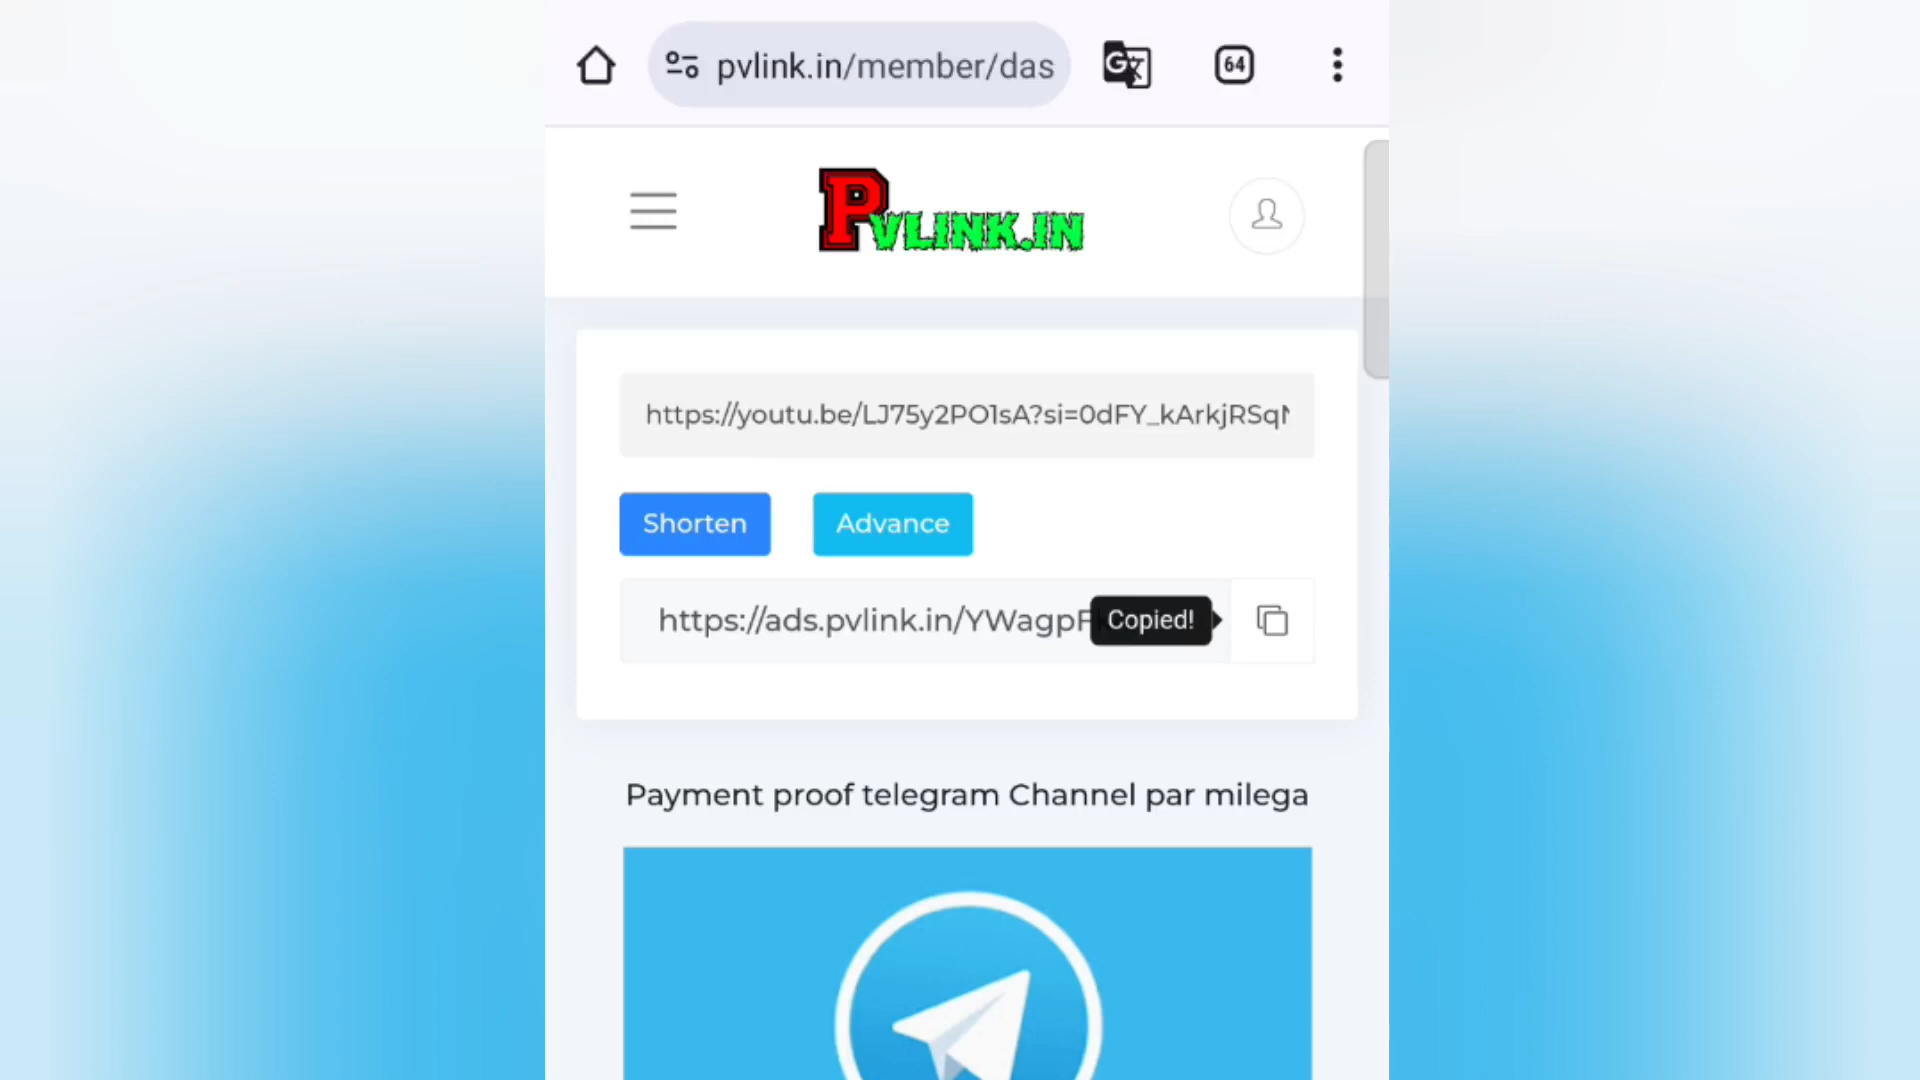 pvlink.in/member/das
64
PVLINK.IN
https://youtu.be/LJ75y2PO1sA?si=0dFY_kArkjRSq
Shorten
Advance
https://ads.pvlink.in/YWagp
Copied!
Payment proof telegram Channel par milega